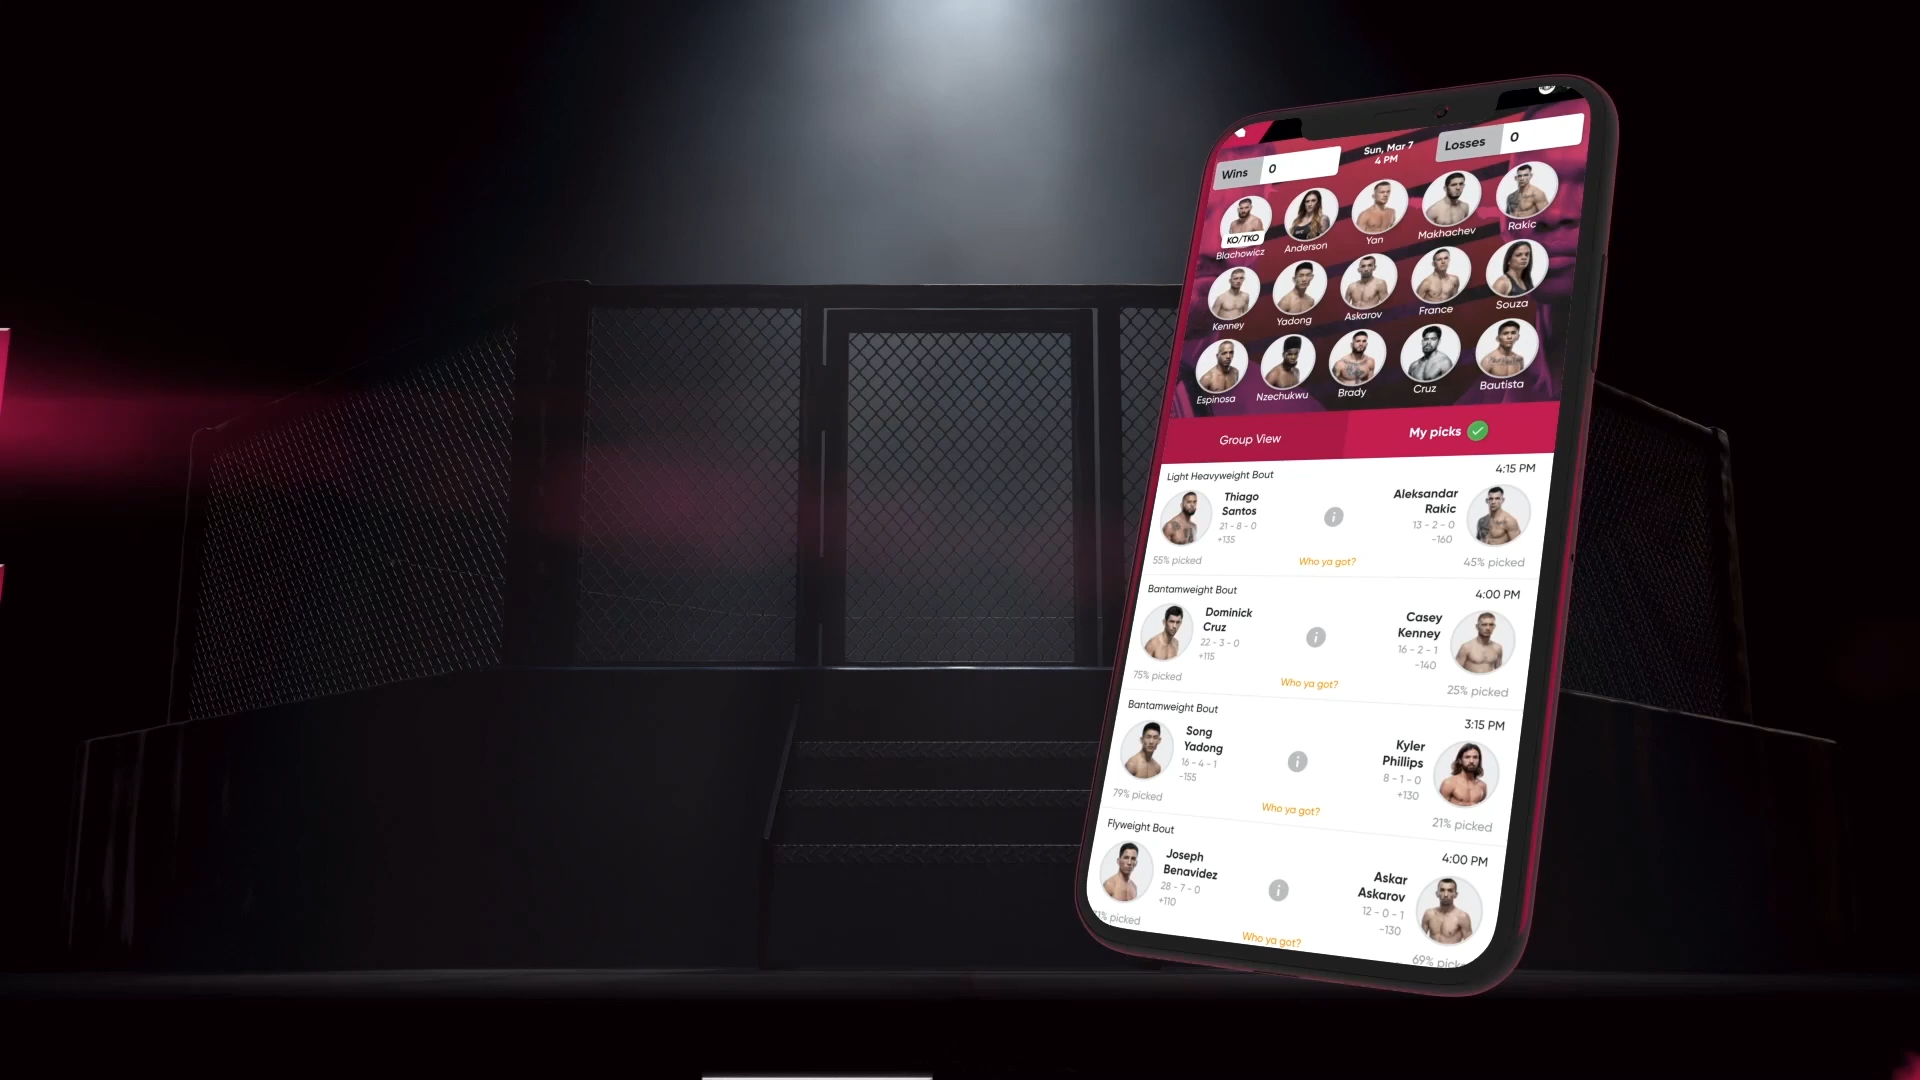 Wins 0
Sun, Mar 7
4 PM
Losses 0
KO/TKO
Blachowicz Anderson Yan Makhachev Rakic
Kenney Yadong Askarov France Souza
Espinosa Nzechukwu Brady Cruz Bautista
Group View My picks
Light Heavyweight Bout 4:15 PM
Thiago Aleksandar
Santos Rakic
21 - 8 - 0 13 - 2 - 0
+135 -160
55% picked Who ya got? 45% picked
Bantamweight Bout 4:00 PM
Dominick Casey
Cruz Kenney
22 - 3 - 0 16 - 2 - 1
+115 -140
75% picked Who ya got? 25% picked
Bantamweight Bout 3:15 PM
Song Kyler
Yadong Phillips
16 - 4 - 1 8 - 1 - 0
-155 +130
79% picked Who ya got? 21% picked
Flyweight Bout 4:00 PM
Joseph Askar
Benavidez Askarov
28 - 7 - 0 12 - 0 - 1
+110 -130
picked Who ya got? 69%